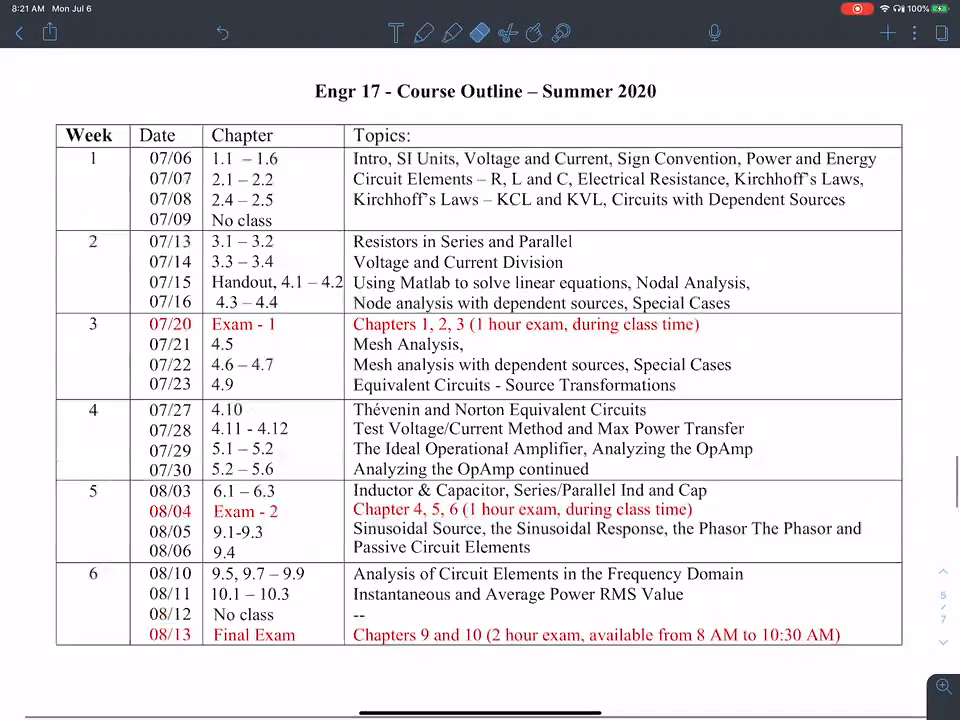 8:21 AM Mon Jul 6 100%
Engr 17 - Course Outline – Summer 2020
Week Date Chapter Topics:
1 07/06 1.1 – 1.6 Intro, SI Units, Voltage and Current, Sign Convention, Power and Energy
07/07 2.1 – 2.2 Circuit Elements – R, L and C, Electrical Resistance, Kirchhoff's Laws,
07/08 2.4 – 2.5 Kirchhoff's Laws – KCL and KVL, Circuits with Dependent Sources
07/09 No class
2 07/13 3.1 – 3.2 Resistors in Series and Parallel
07/14 3.3 – 3.4 Voltage and Current Division
07/15 Handout, 4.1 – 4.2 Using Matlab to solve linear equations, Nodal Analysis,
07/16 4.3 – 4.4 Node analysis with dependent sources, Special Cases
3 07/20 Exam - 1 Chapters 1, 2, 3 (1 hour exam, during class time)
07/21 4.5 Mesh Analysis,
07/22 4.6 – 4.7 Mesh analysis with dependent sources, Special Cases
07/23 4.9 Equivalent Circuits - Source Transformations
4 07/27 4.10 Thévenin and Norton Equivalent Circuits
07/28 4.11 - 4.12 Test Voltage/Current Method and Max Power Transfer
07/29 5.1 – 5.2 The Ideal Operational Amplifier, Analyzing the OpAmp
07/30 5.2 – 5.6 Analyzing the OpAmp continued
5 08/03 6.1 – 6.3 Inductor & Capacitor, Series/Parallel Ind and Cap
08/04 Exam - 2 Chapter 4, 5, 6 (1 hour exam, during class time)
08/05 9.1-9.3 Sinusoidal Source, the Sinusoidal Response, the Phasor The Phasor and
08/06 9.4 Passive Circuit Elements
6 08/10 9.5, 9.7 – 9.9 Analysis of Circuit Elements in the Frequency Domain
08/11 10.1 – 10.3 Instantaneous and Average Power RMS Value
08/12 No class --
08/13 Final Exam Chapters 9 and 10 (2 hour exam, available from 8 AM to 10:30 AM)
5
/
7